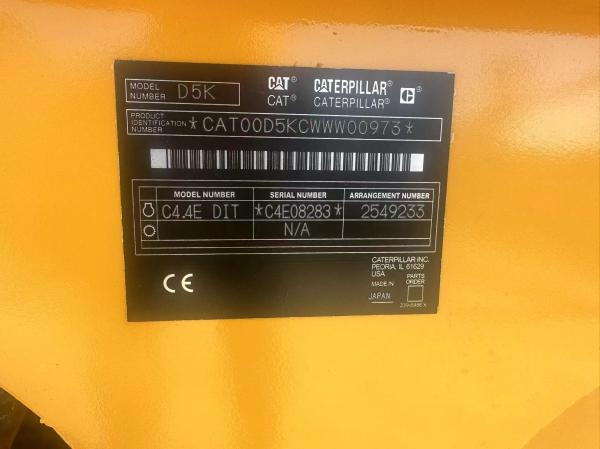 MODEL NUMBER D5K
CAT® CATERPILLAR®
CAT® CATERPILLAR®
PRODUCT IDENTIFICATION NUMBER *CAT00D5KCWWW00973*
MODEL NUMBER SERIAL NUMBER ARRANGEMENT NUMBER
C4.4E DIT *C4E08283* 2549233
N/A
CATERPILLAR INC.
PEORIA, IL 61629
USA
PARTS ORDER
MADE IN
JAPAN
CE